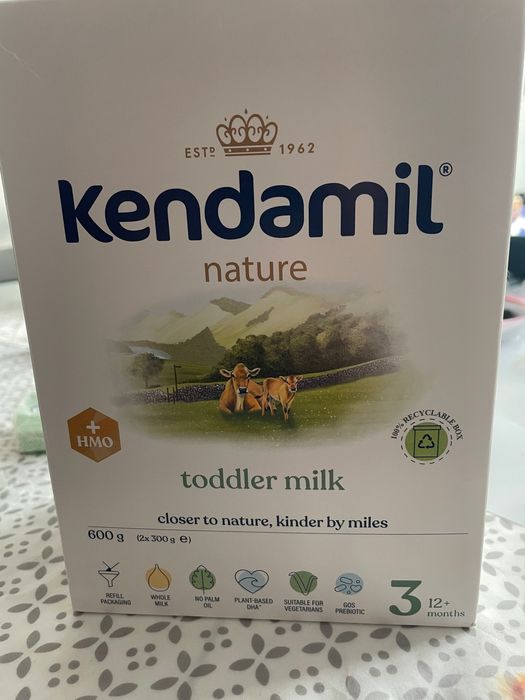 ESTD 1962
kendamil®
nature
+
HMO
100% RECYCLABLE BOX
toddler milk
closer to nature, kinder by miles
600 g (2x 300 g e)
REFILL
PACKAGING
WHOLE
MILK
NO PALM
OIL
PLANT-BASED
DHA*
SUITABLE FOR
VEGETARIANS
GOS
PREBIOTIC
3 12+
months